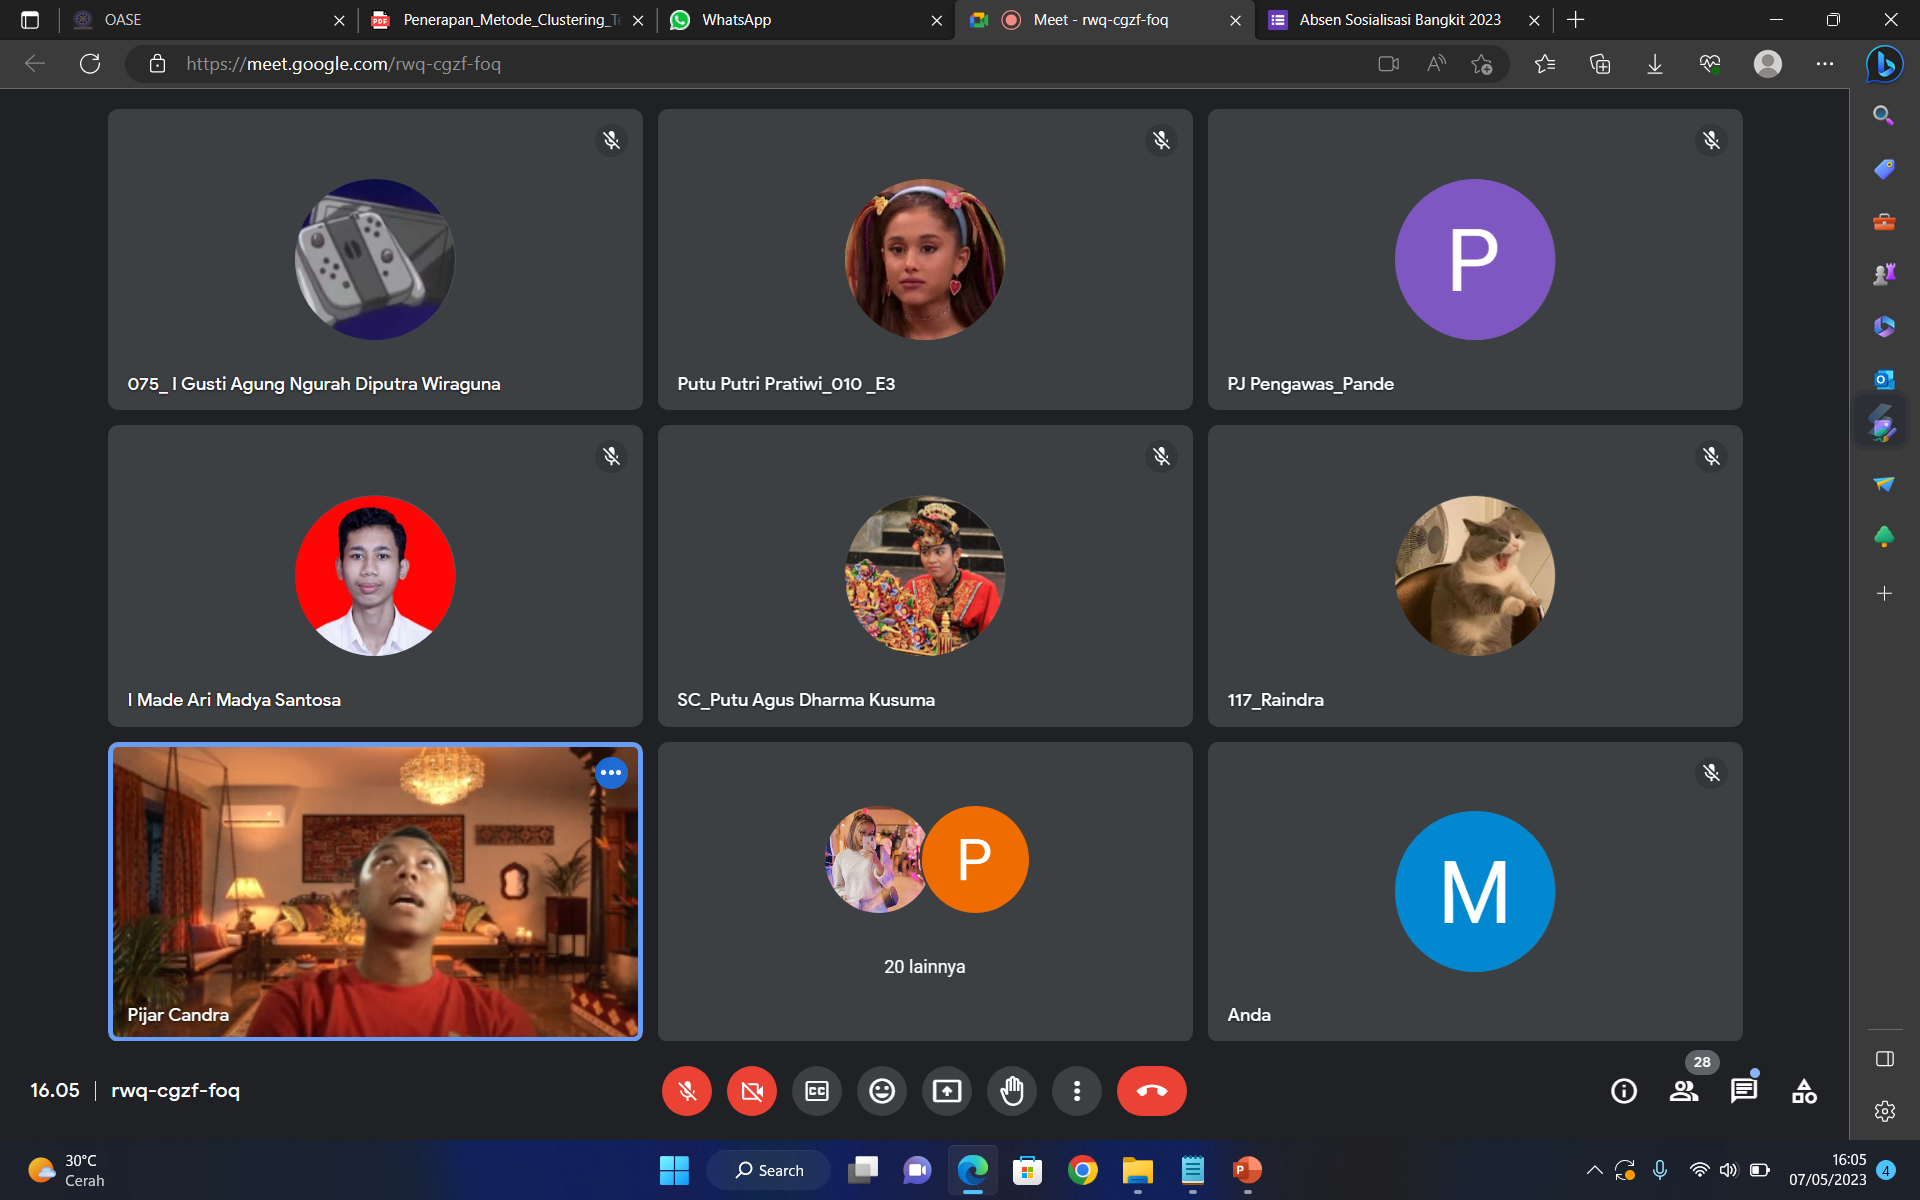 OASE
Penerapan_Metode_Clustering_Te
WhatsApp
Meet - rwq-cgzf-foq
Absen Sosialisasi Bangkit 2023
https://meet.google.com/rwq-cgzf-foq
075_ I Gusti Agung Ngurah Diputra Wiraguna
Putu Putri Pratiwi_010 _E3
P
PJ Pengawas_Pande
I Made Ari Madya Santosa
SC_Putu Agus Dharma Kusuma
117_Raindra
Pijar Candra
P
20 lainnya
M
Anda
16.05
rwq-cgzf-foq
CC
28
30°C
Cerah
Search
16:05
07/05/2023
4